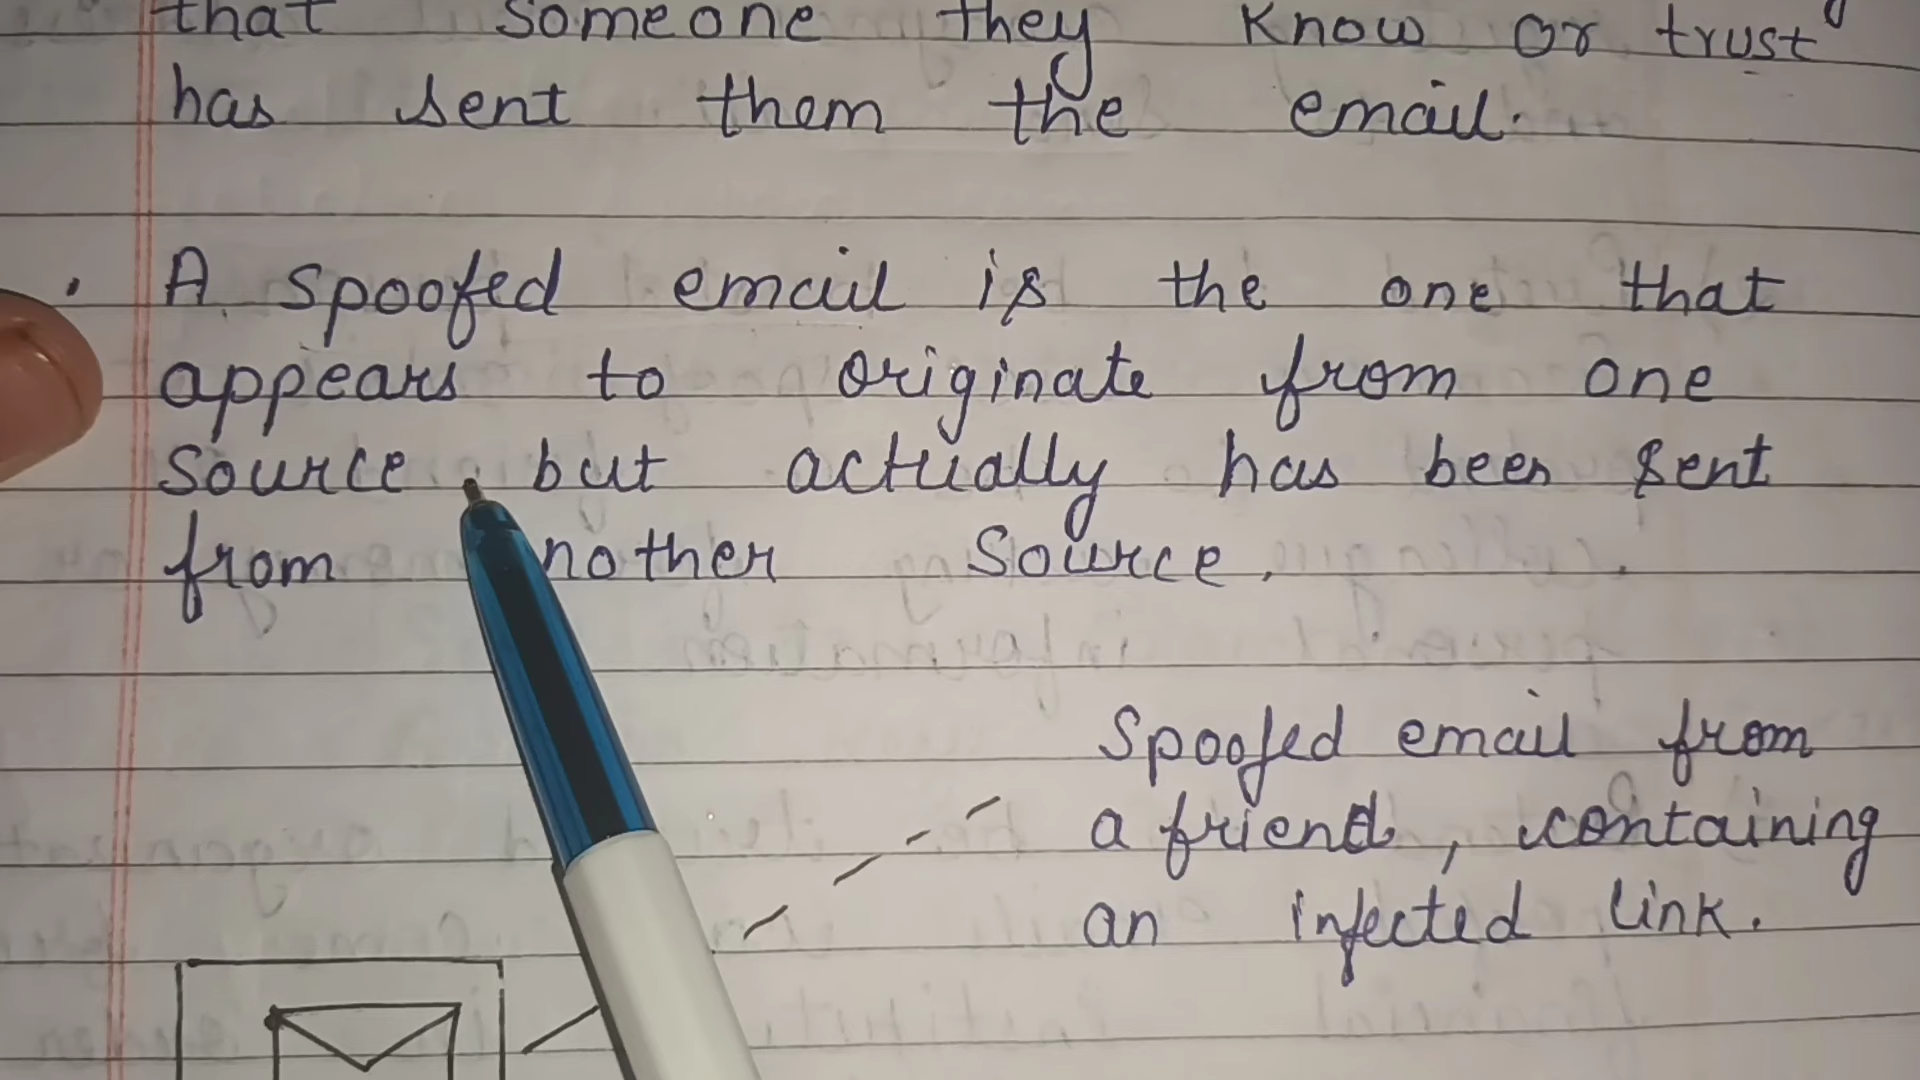 that someone they know or trust
has sent them the email.
. A spoofed email is the one that
appears to originate from one
source but actually has been sent
from nother source.
Spoofed email from
a friend, containing
an infected link.